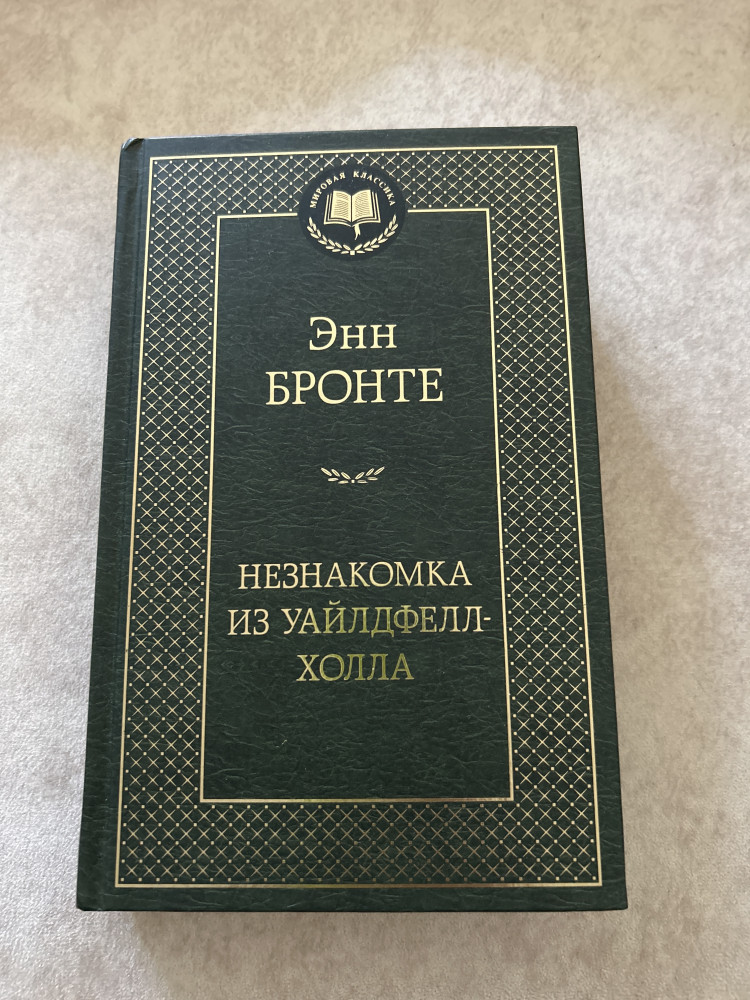 МИРОВАЯ КЛАССИКА
Энн
БРОНТЕ
НЕЗНАКОМКА
ИЗ УАЙЛДФЕЛЛ-
ХОЛЛА